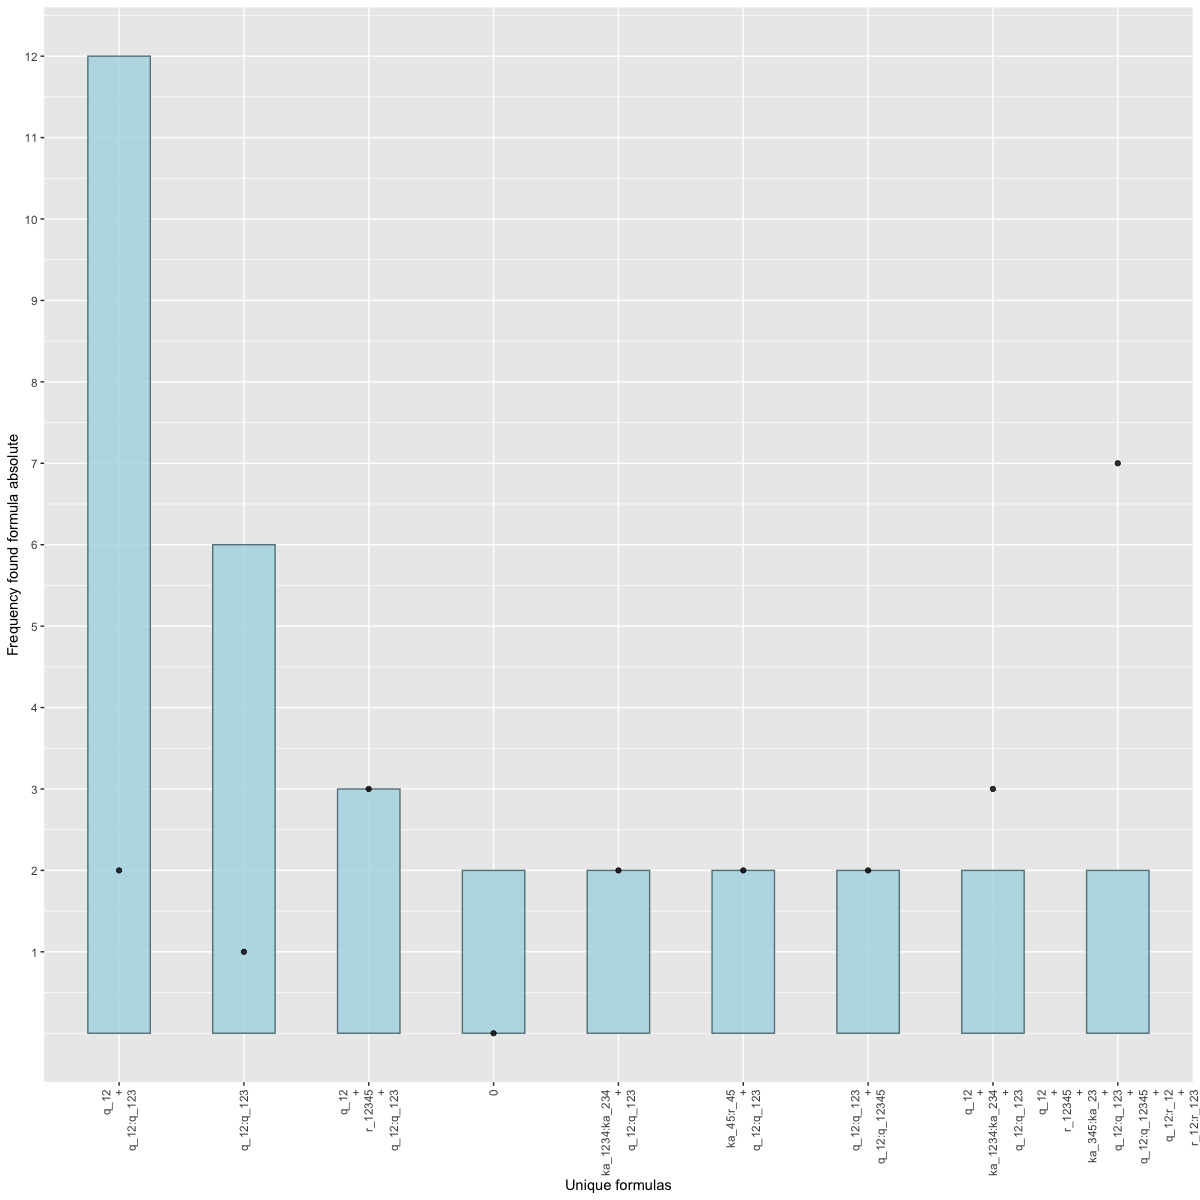 12
11
10
9
8
7
6
5
4
3
2
1
Frequency found formula absolute
q_12
+
q_12:q_123
q_12:q_123
q_12
+
r_12345
+
q_12:q_123
0
ka_1234:ka_234
+
q_12:q_123
ka_45:r_45
+
q_12:q_123
q_12:q_123
+
q_12:q_12345
q_12
+
ka_1234:ka_234
+
q_12:q_123
q_12
+
r_12345
+
ka_345:ka_23
+
q_12:q_123
+
q_12:q_12345
+
q_12:r_12
+
r_12:r_123
Unique formulas